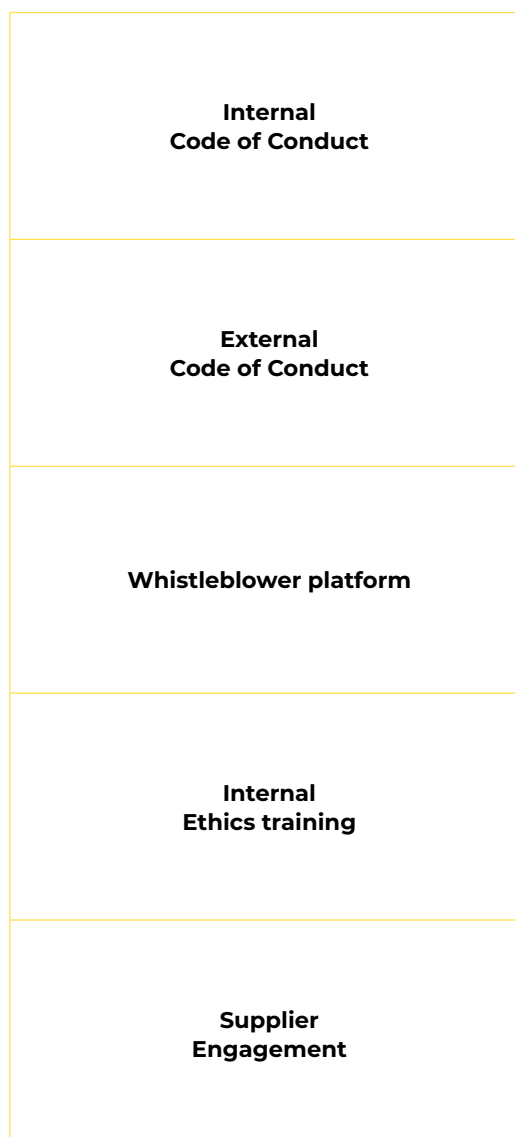 Internal
Code of Conduct
External
Code of Conduct
Whistleblower platform
Internal
Ethics training
Supplier
Engagement